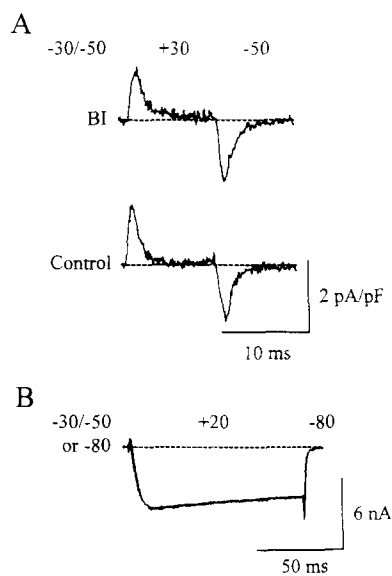 A
-30/-50 +30 -50
BI
Control
2 pA/pF
10 ms
B
-30/-50 +20 -80
or -80
6 nA
50 ms